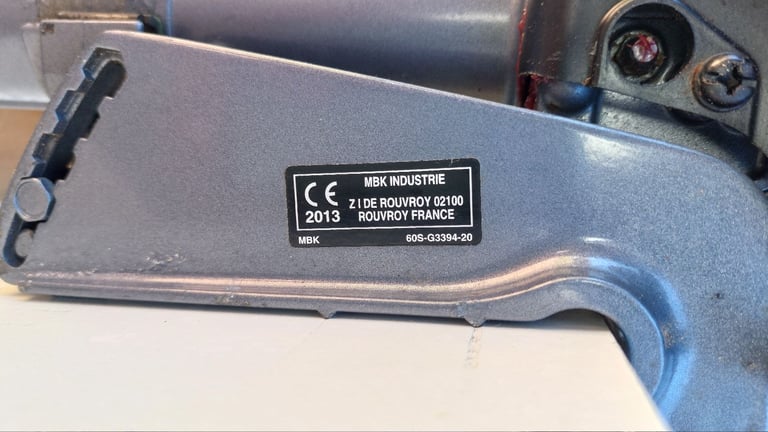 CE
2013
MBK INDUSTRIE
Z I DE ROUVROY 02100
ROUVROY FRANCE
MBK 60S-G3394-20